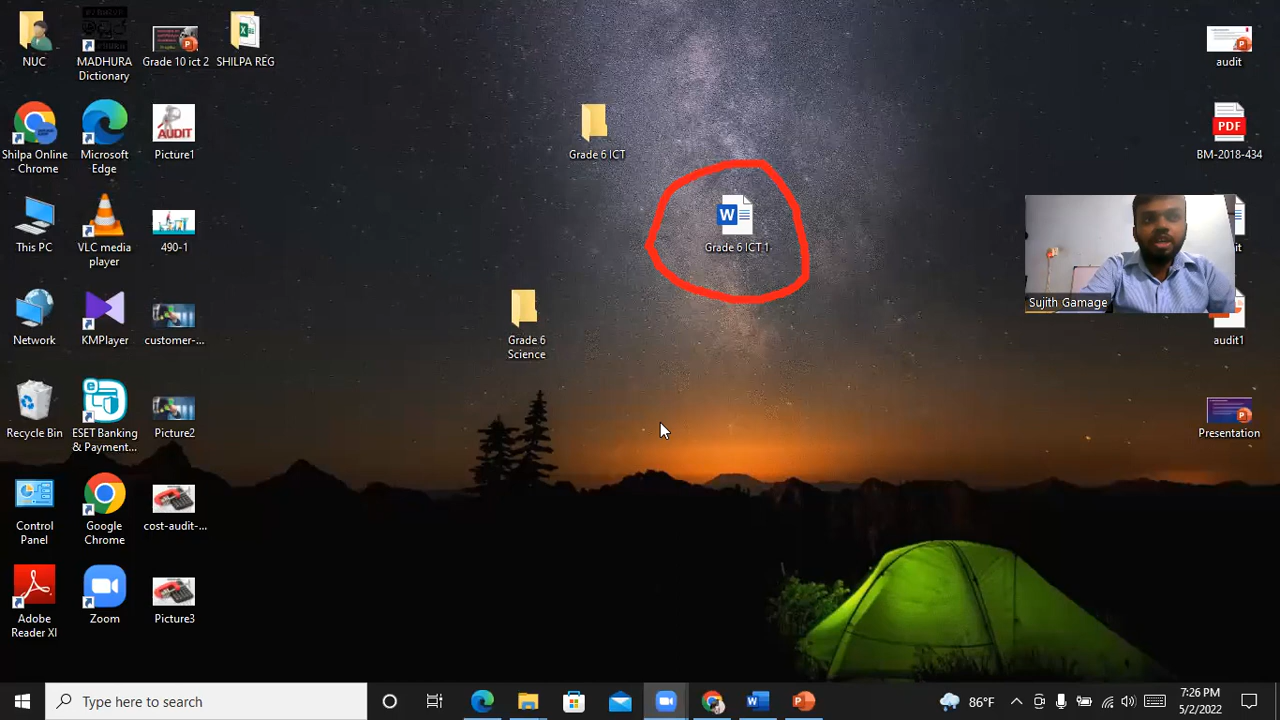 NUC
MADHURA
Dictionary
Grade 10 ict 2
SHILPA REG
audit
Shilpa Online
- Chrome
Microsoft
Edge
AUDIT
Picture1
Grade 6 ICT
PDF
BM-2018-434
This PC
VLC media
player
490-1
W
Grade 6 ICT 1
Sujith Gamage
Network
KMPlayer
customer-...
Grade 6
Science
audit1
Recycle Bin
ESET Banking
& Payment...
Picture2
Presentation
Control
Panel
Google
Chrome
cost-audit-...
Adobe
Reader XI
Zoom
Picture3
Type here to search
86°F
7:26 PM
5/2/2022